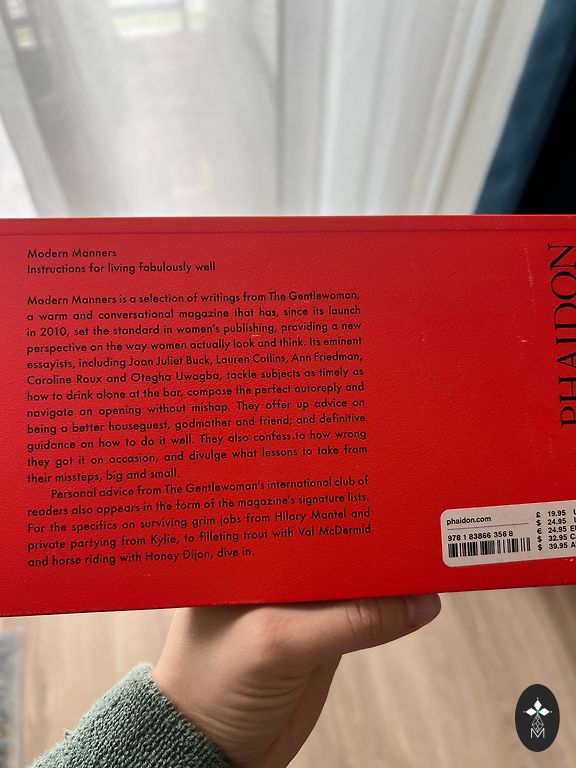 Modern Manners
Instructions for living fabulously well
Modern Manners is a selection of writings from The Gentlewoman,
a warm and conversational magazine that has, since its launch
in 2010, set the standard in women's publishing, providing a new
perspective on the way women actually look and think. Its eminent
essayists, including Joan Juliet Buck, Lauren Collins, Ann Friedman,
Caroline Roux and Otegha Uwagba, tackle subjects as timely as
how to drink alone at the bar, compose the perfect autoreply and
navigate an opening without mishap. They offer up advice on
being a better houseguest, godmother and friend; and definitive
guidance on how to do it well. They also confess to how wrong
they got it on occasion, and divulge what lessons to take from
their missteps, big and small.
Personal advice from The Gentlewoman's international club of
readers also appears in the form of the magazine's signature lists.
For the specifics on surviving grim jobs from Hilary Mantel and
private partying from Kylie, to filleting trout with Val McDermid
and horse riding with Honey Dijon, dive in.
PHAIDON
phaidon.com
978 1 83866 356 8
£ 19.95
$ 24.95
€ 24.95
$ 32.95
$ 39.95
M